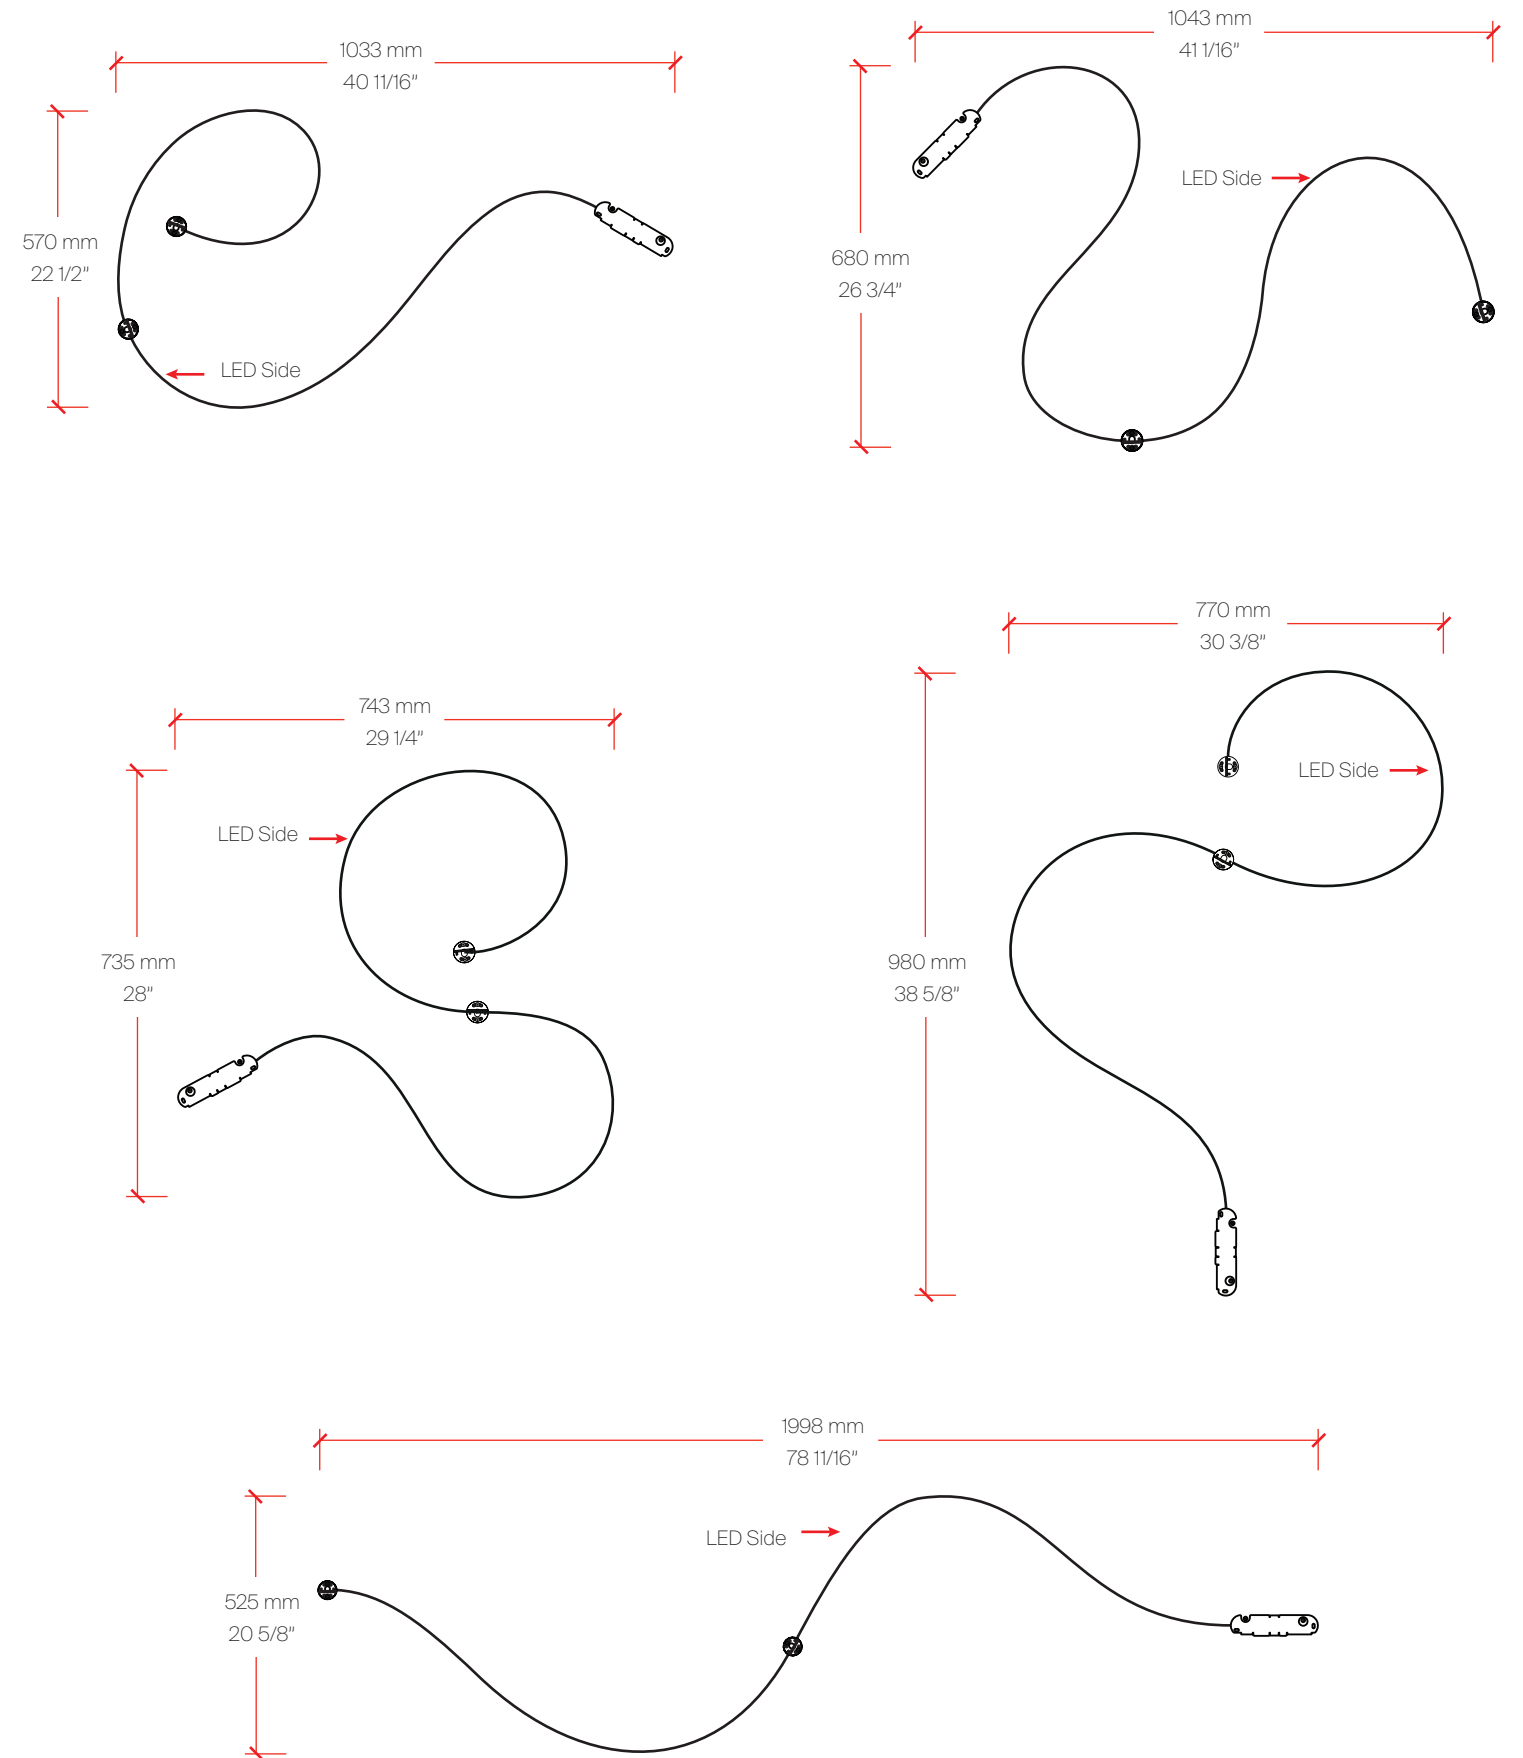 1033 mm
40 11/16"
570 mm
22 1/2"
LED Side
1043 mm
41 1/16"
LED Side
680 mm
26 3/4"
743 mm
29 1/4"
LED Side
735 mm
28"
770 mm
30 3/8"
LED Side
980 mm
38 5/8"
1998 mm
78 11/16"
LED Side
525 mm
20 5/8"